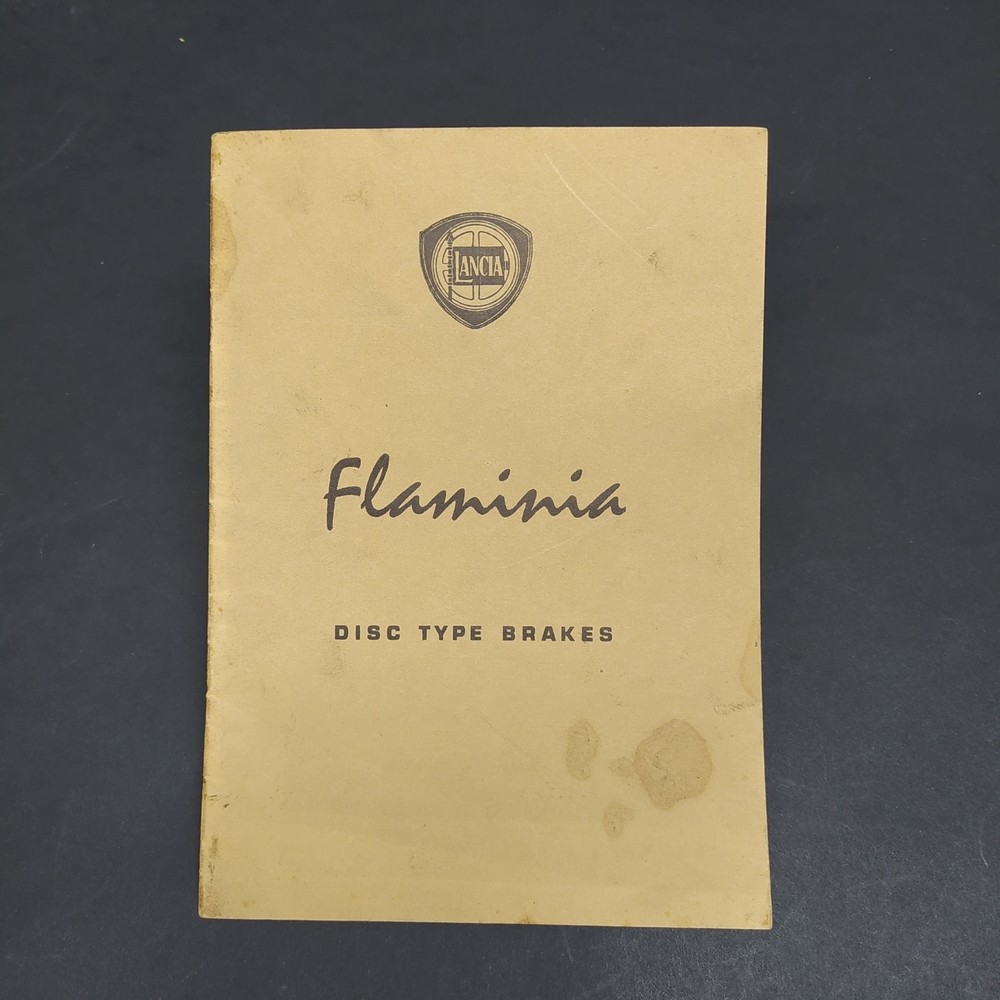 LANCIA
Flaminia
DISC TYPE BRAKES